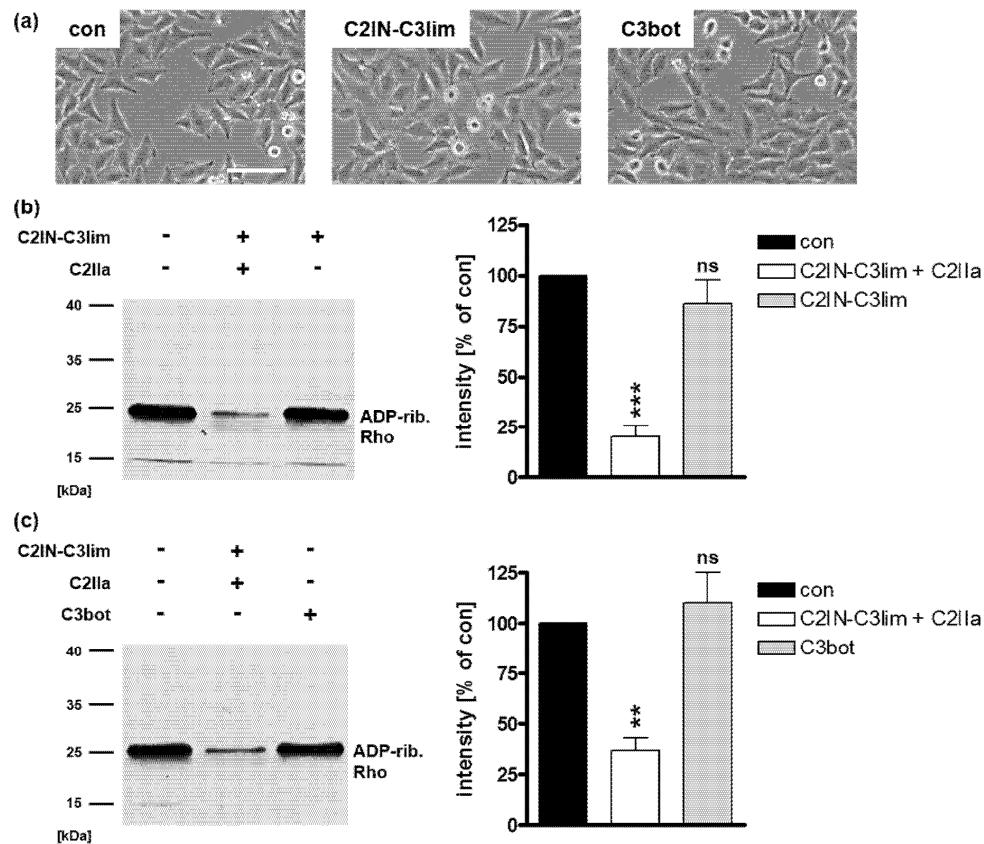 (a)
con
C2IN-C3lim
C3bot
(b)
C2IN-C3lim - + +
C2IIa - + -
40
35
25
15
[kDa]
ADP-rib.
Rho
125
100
75
50
25
0
intensity [% of con]
***
ns
con
C2IN-C3lim + C2IIa
C2IN-C3lim
(c)
C2IN-C3lim - + -
C2IIa - + -
C3bot - - +
40
35
25
15
[kDa]
ADP-rib.
Rho
125
100
75
50
25
0
intensity [% of con]
**
ns
con
C2IN-C3lim + C2IIa
C3bot